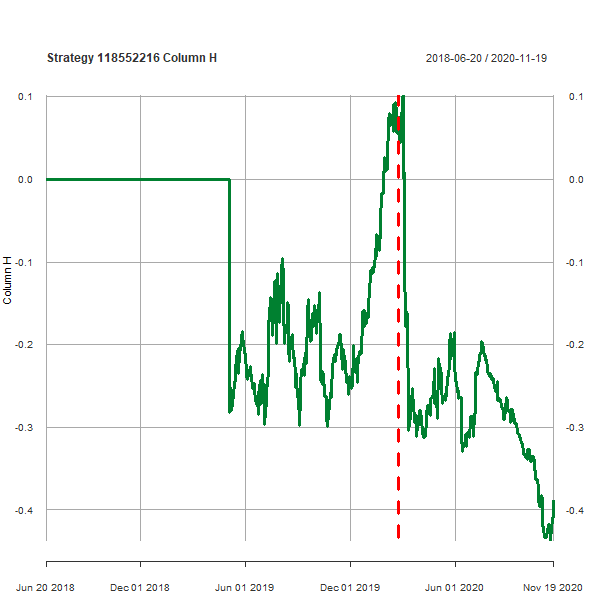 Strategy 118552216 Column H
2018-06-20 / 2020-11-19
0.1 0.1
0.0 0.0
-0.1 -0.1
-0.2 -0.2
-0.3 -0.3
-0.4 -0.4
Column H
Jun 20 2018 Dec 01 2018 Jun 01 2019 Dec 01 2019 Jun 01 2020 Nov 19 2020